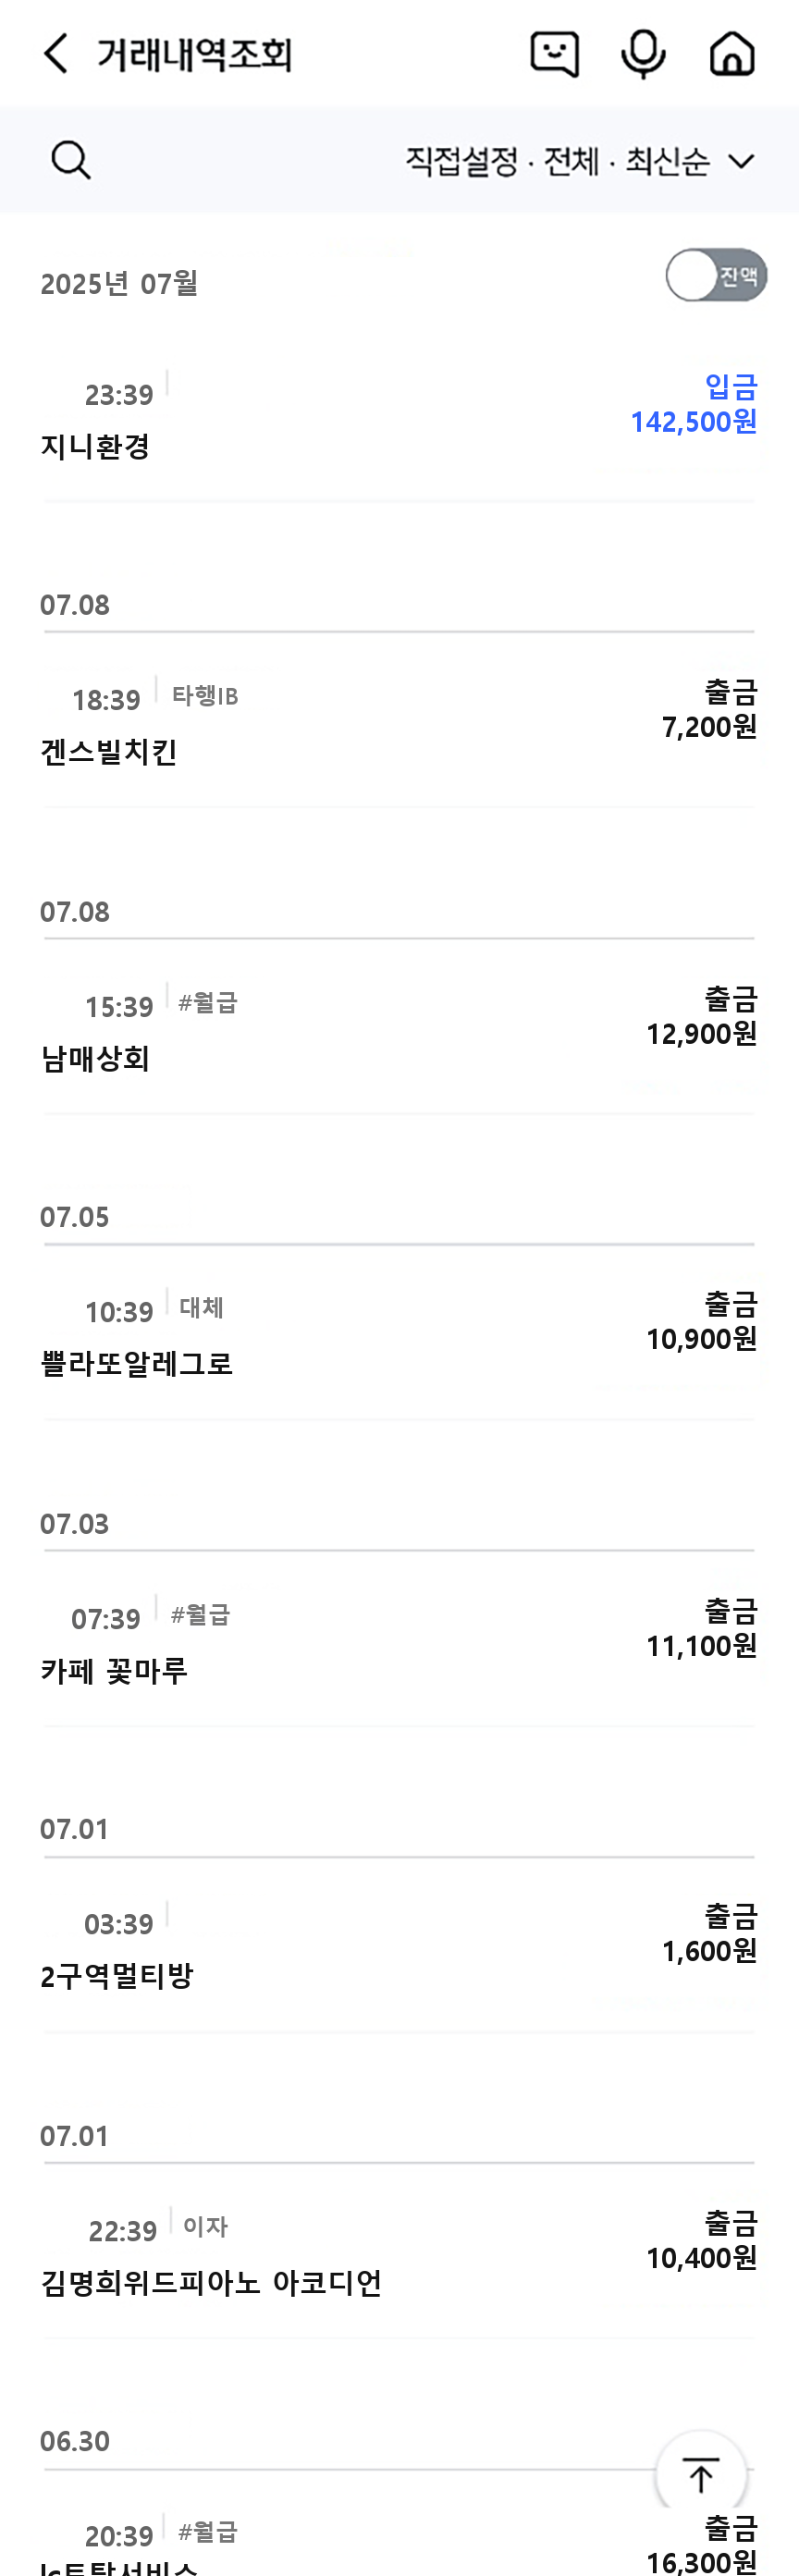 거래내역조회
직접설정 · 전체 · 최신순
2025년 07월
잔액
23:39
입금
142,500원
지니환경
07.08
18:39 타행IB
출금
7,200원
겐스빌치킨
07.08
15:39 #월급
출금
12,900원
남매상회
07.05
10:39 대체
출금
10,900원
쁠라또알레그로
07.03
07:39 #월급
출금
11,100원
카페 꽃마루
07.01
03:39
출금
1,600원
2구역멀티방
07.01
22:39 이자
출금
10,400원
김명희위드피아노 아코디언
06.30
20:39 #월급
출금
16,300원